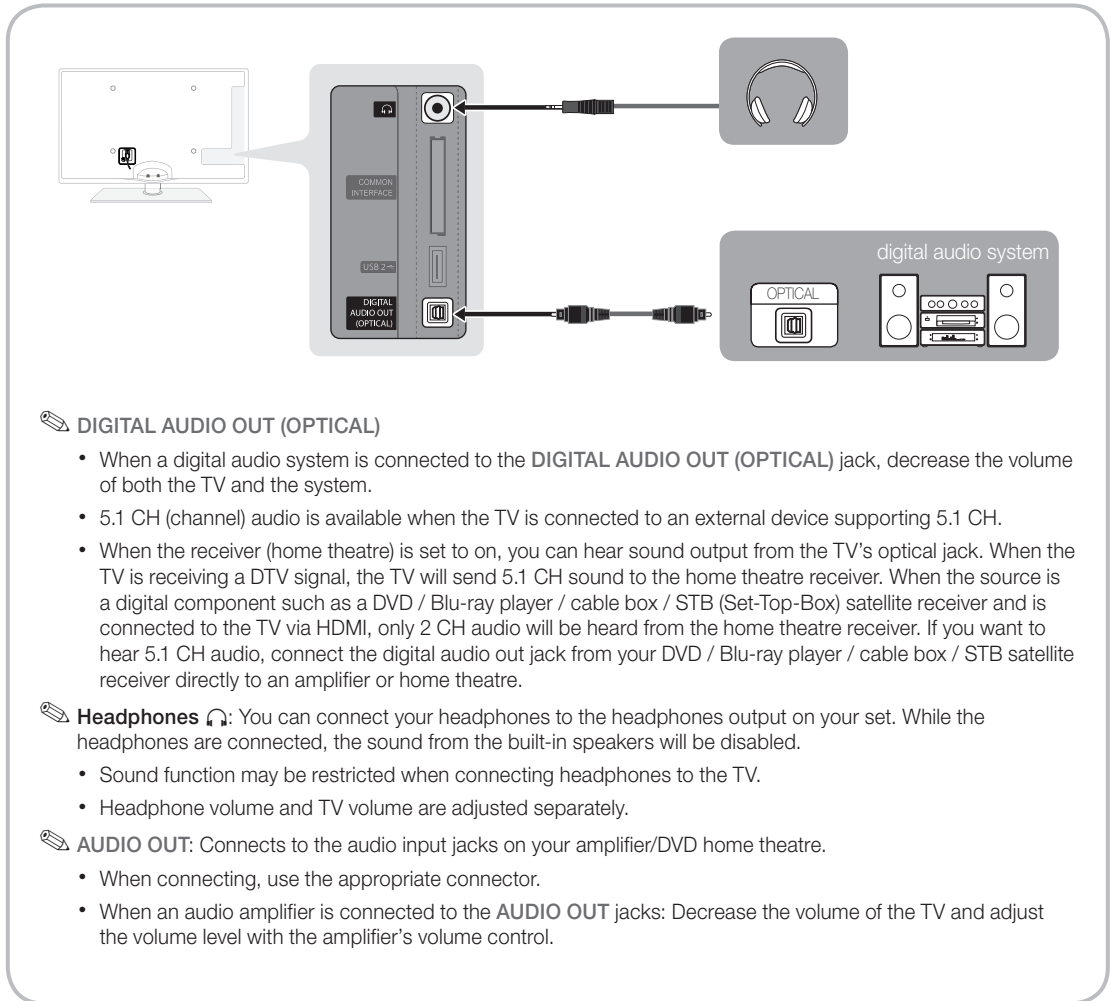 COMMON
INTERFACE
USB 2
DIGITAL
AUDIO OUT
(OPTICAL)
digital audio system
OPTICAL
DIGITAL AUDIO OUT (OPTICAL)
• When a digital audio system is connected to the DIGITAL AUDIO OUT (OPTICAL) jack, decrease the volume
of both the TV and the system.
• 5.1 CH (channel) audio is available when the TV is connected to an external device supporting 5.1 CH.
• When the receiver (home theatre) is set to on, you can hear sound output from the TV's optical jack. When the
TV is receiving a DTV signal, the TV will send 5.1 CH sound to the home theatre receiver. When the source is
a digital component such as a DVD / Blu-ray player / cable box / STB (Set-Top-Box) satellite receiver and is
connected to the TV via HDMI, only 2 CH audio will be heard from the home theatre receiver. If you want to
hear 5.1 CH audio, connect the digital audio out jack from your DVD / Blu-ray player / cable box / STB satellite
receiver directly to an amplifier or home theatre.
Headphones : You can connect your headphones to the headphones output on your set. While the
headphones are connected, the sound from the built-in speakers will be disabled.
• Sound function may be restricted when connecting headphones to the TV.
• Headphone volume and TV volume are adjusted separately.
AUDIO OUT: Connects to the audio input jacks on your amplifier/DVD home theatre.
• When connecting, use the appropriate connector.
• When an audio amplifier is connected to the AUDIO OUT jacks: Decrease the volume of the TV and adjust
the volume level with the amplifier's volume control.